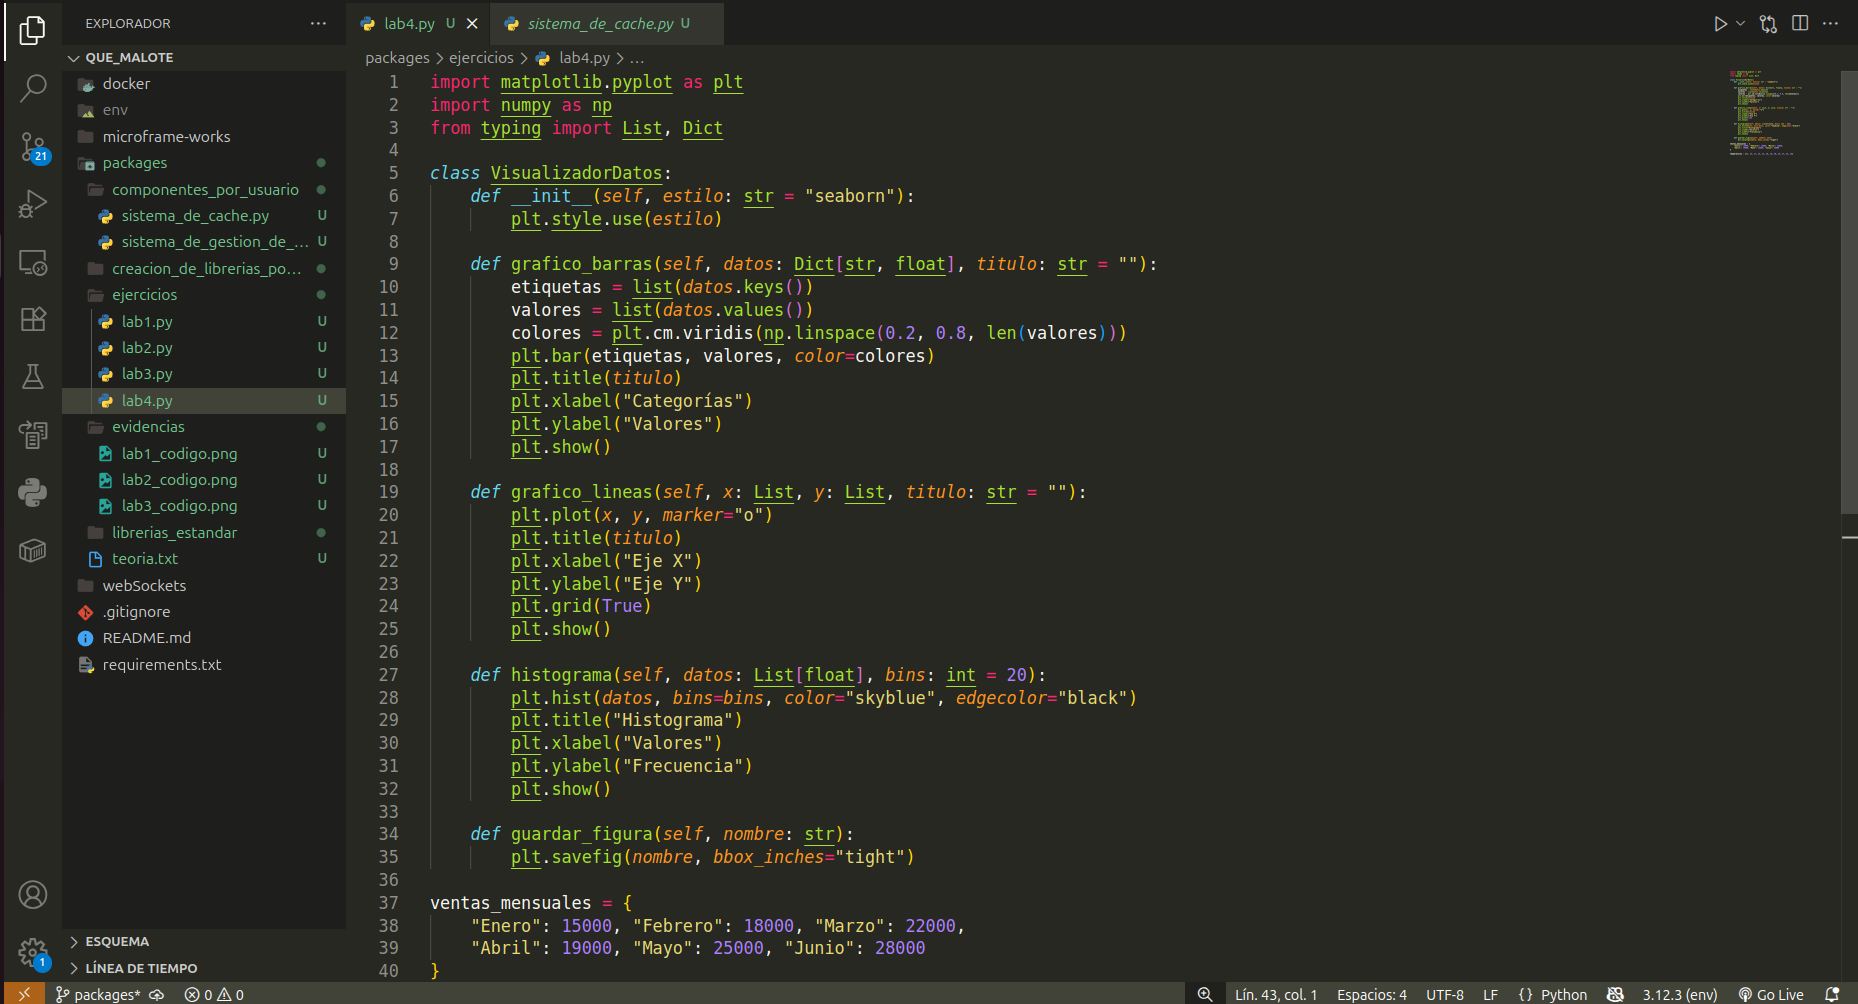 EXPLORADOR
QUE_MALOTE
docker
env
microframe-works
packages
componentes_por_usuario
sistema_de_cache.py U
sistema_de_gestion_de_... U
creacion_de_librerias_po...
ejercicios
lab1.py U
lab2.py U
lab3.py U
lab4.py U
evidencias
lab1_codigo.png U
lab2_codigo.png U
lab3_codigo.png U
librerias_estandar
teoria.txt U
webSockets
.gitignore
README.md
requirements.txt
ESQUEMA
LÍNEA DE TIEMPO
21
1
lab4.py U
sistema_de_cache.py U
packages > ejercicios > lab4.py > ...
1 import matplotlib.pyplot as plt
2 import numpy as np
3 from typing import List, Dict
4
5 class VisualizadorDatos:
6     def __init__(self, estilo: str = "seaborn"):
7         plt.style.use(estilo)
8
9     def grafico_barras(self, datos: Dict[str, float], titulo: str = ""):
10         etiquetas = list(datos.keys())
11         valores = list(datos.values())
12         colores = plt.cm.viridis(np.linspace(0.2, 0.8, len(valores)))
13         plt.bar(etiquetas, valores, color=colores)
14         plt.title(titulo)
15         plt.xlabel("Categorías")
16         plt.ylabel("Valores")
17         plt.show()
18
19     def grafico_lineas(self, x: List, y: List, titulo: str = ""):
20         plt.plot(x, y, marker="o")
21         plt.title(titulo)
22         plt.xlabel("Eje X")
23         plt.ylabel("Eje Y")
24         plt.grid(True)
25         plt.show()
26
27     def histograma(self, datos: List[float], bins: int = 20):
28         plt.hist(datos, bins=bins, color="skyblue", edgecolor="black")
29         plt.title("Histograma")
30         plt.xlabel("Valores")
31         plt.ylabel("Frecuencia")
32         plt.show()
33
34     def guardar_figura(self, nombre: str):
35         plt.savefig(nombre, bbox_inches="tight")
36
37 ventas_mensuales = {
38     "Enero": 15000, "Febrero": 18000, "Marzo": 22000,
39     "Abril": 19000, "Mayo": 25000, "Junio": 28000
40 }
packages* 0 0 Lín. 43, col. 1 Espacios: 4 UTF-8 LF {} Python 3.12.3 (env) Go Live